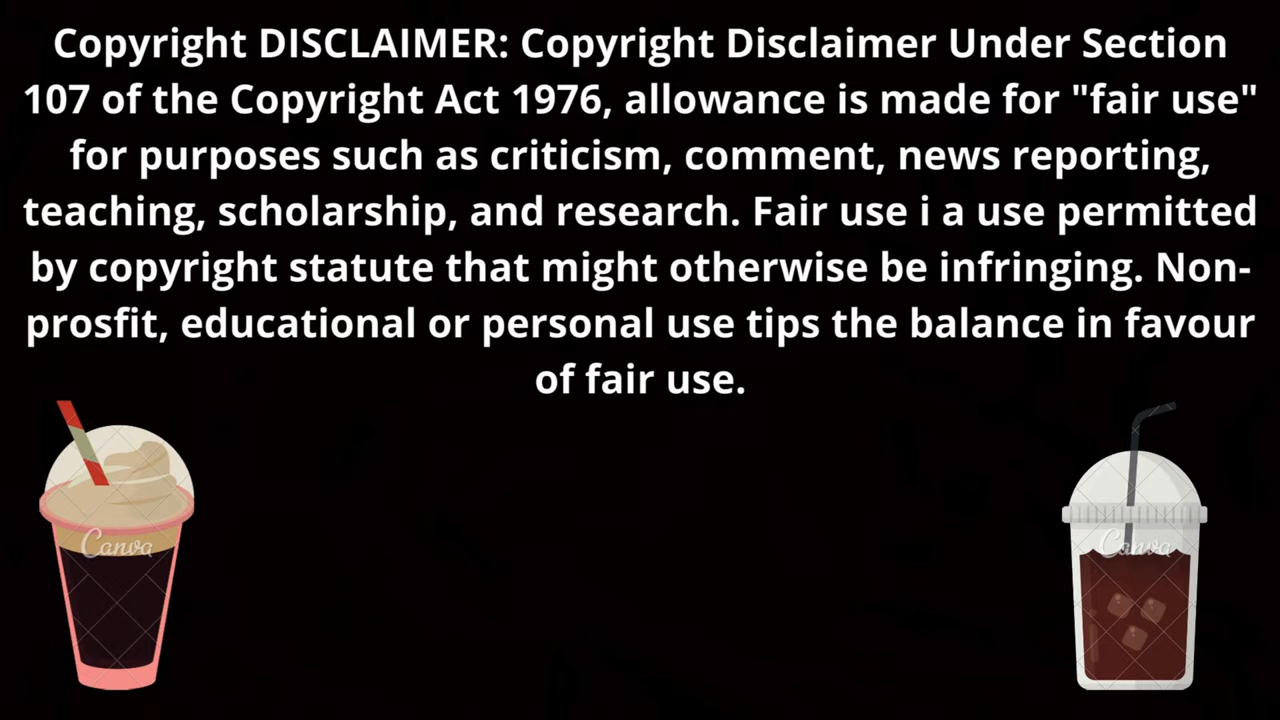 Copyright DISCLAIMER: Copyright Disclaimer Under Section
107 of the Copyright Act 1976, allowance is made for "fair use"
for purposes such as criticism, comment, news reporting,
teaching, scholarship, and research. Fair use i a use permitted
by copyright statute that might otherwise be infringing. Non-
prosfit, educational or personal use tips the balance in favour
of fair use.
Canva
Canva